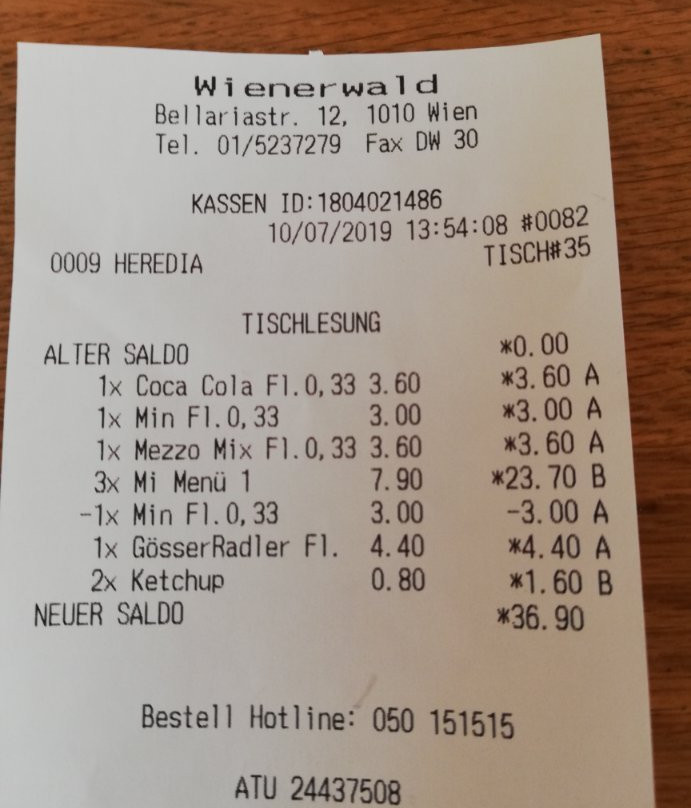 Wienerwald
Bellariastr. 12, 1010 Wien
Tel. 01/5237279 Fax DW 30
KASSEN ID:1804021486
10/07/2019 13:54:08 #0082
0009 HEREDIA TISCH#35
TISCHLESUNG
ALTER SALDO *0.00
1x Coca Cola Fl.0,33 3.60 *3.60 A
1x Min Fl.0,33 3.00 *3.00 A
1x Mezzo Mix Fl.0,33 3.60 *3.60 A
3x Mi Menü 1 7.90 *23.70 B
-1x Min Fl.0,33 3.00 -3.00 A
1x GösserRadler Fl. 4.40 *4.40 A
2x Ketchup 0.80 *1.60 B
NEUER SALDO *36.90
Bestell Hotline: 050 151515
ATU 24437508